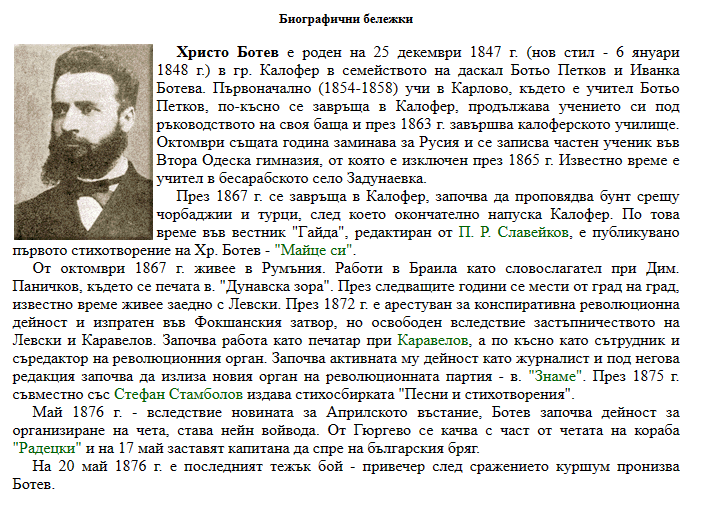 Биографични бележки
Христо Ботев е роден на 25 декември 1847 г. (нов стил - 6 януари
1848 г.) в гр. Калофер в семейството на даскал Ботьо Петков и Иванка
Ботева. Първоначално (1854-1858) учи в Карлово, където е учител Ботьо
Петков, по-късно се завръща в Калофер, продължава учението си под
ръководството на своя баща и през 1863 г. завършва калоферското училище.
Октомври същата година заминава за Русия и се записва частен ученик във
Втора Одеска гимназия, от която е изключен през 1865 г. Известно време е
учител в бесарабското село Задунаевка.
През 1867 г. се завръща в Калофер, започва да проповядва бунт срещу
чорбаджии и турци, след което окончателно напуска Калофер. По това
време във вестник "Гайда", редактиран от П. Р. Славейков, е публикувано
първото стихотворение на Хр. Ботев - "Майце си".
От октомври 1867 г. живее в Румъния. Работи в Браила като словослагател при Дим.
Паничков, където се печата в. "Дунавска зора". През следващите години се мести от град на град,
известно време живее заедно с Левски. През 1872 г. е арестуван за конспиративна революционна
дейност и изпратен във Фокшанския затвор, но освободен вследствие застъпничеството на
Левски и Каравелов. Започва работа като печатар при Каравелов, а по късно като сътрудник и
съредактор на революционния орган. Започва активната му дейност като журналист и под негова
редакция започва да излиза новия орган на революционната партия - в. "Знаме". През 1875 г.
съвместно със Стефан Стамболов издава стихосбирката "Песни и стихотворения".
Май 1876 г. - вследствие новината за Априлското въстание, Ботев започва дейност за
организиране на чета, става нейн войвода. От Гюргево се качва с част от четата на кораба
"Радецки" и на 17 май заставят капитана да спре на българския бряг.
На 20 май 1876 г. е последният тежък бой - привечер след сражението куршум пронизва
Ботев.